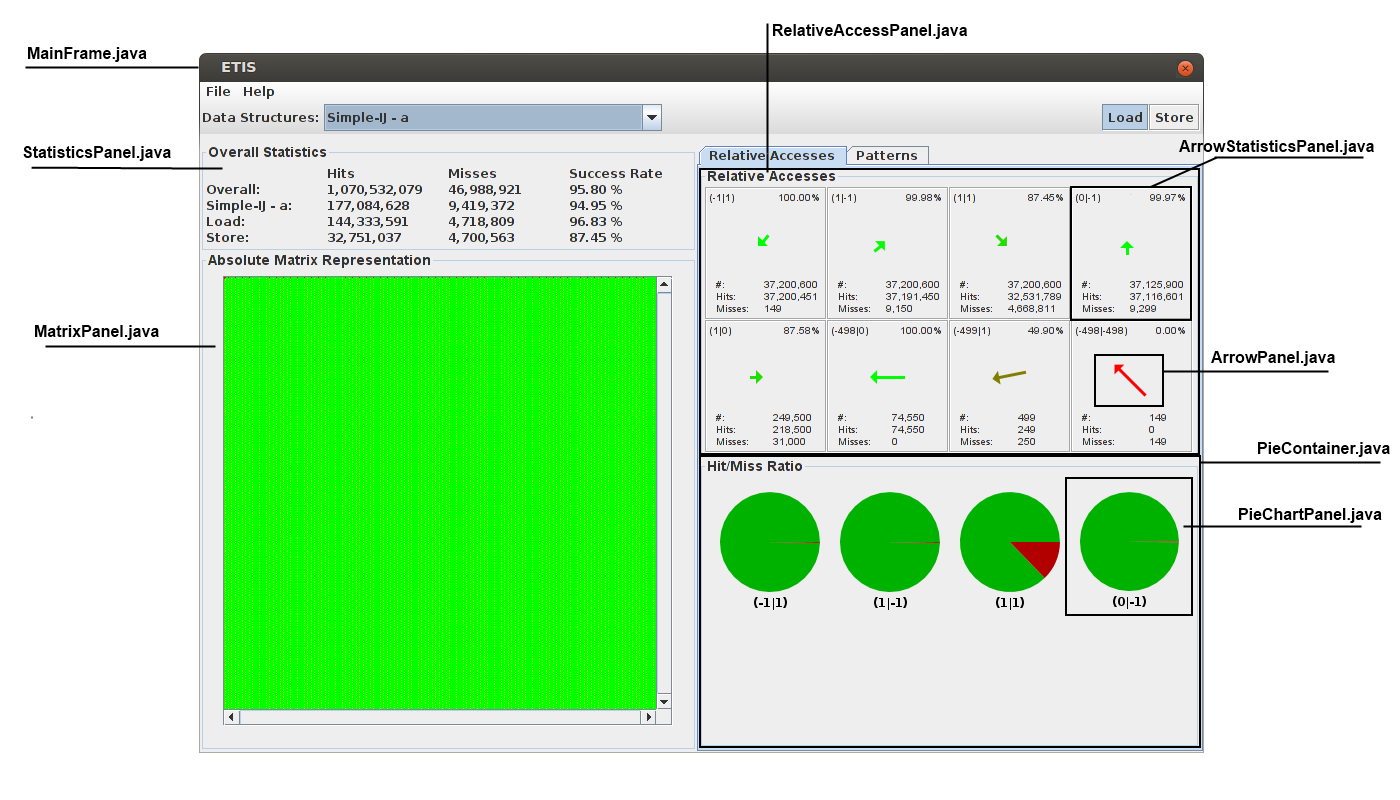 RelativeAccessPanel.java
MainFrame.java
ETIS
File Help
Data Structures: Simple-IJ - a
Load Store
StatisticsPanel.java
ArrowStatisticsPanel.java
Overall Statistics
Hits Misses Success Rate
Overall: 1,070,532,079 46,988,921 95.80 %
Simple-IJ - a: 177,084,628 9,419,372 94.95 %
Load: 144,333,591 4,718,809 96.83 %
Store: 32,751,037 4,700,563 87.45 %
Absolute Matrix Representation
MatrixPanel.java
Relative Accesses Patterns
Relative Accesses
(-1|1) 100.00%
#: 37,200,600
Hits: 37,200,451
Misses: 149
(1|-1) 99.98%
#: 37,200,600
Hits: 37,191,450
Misses: 9,150
(1|1) 87.45%
#: 37,200,600
Hits: 32,531,789
Misses: 4,668,811
(0|-1) 99.97%
#: 37,125,900
Hits: 37,116,601
Misses: 9,299
(1|0) 87.58%
#: 249,500
Hits: 218,500
Misses: 31,000
(-498|0) 100.00%
#: 74,550
Hits: 74,550
Misses: 0
(-499|1) 49.90%
#: 499
Hits: 249
Misses: 250
(-498|-498) 0.00%
#: 149
Hits: 0
Misses: 149
ArrowPanel.java
PieContainer.java
Hit/Miss Ratio
PieChartPanel.java
(-1|1) (1|-1) (1|1) (0|-1)